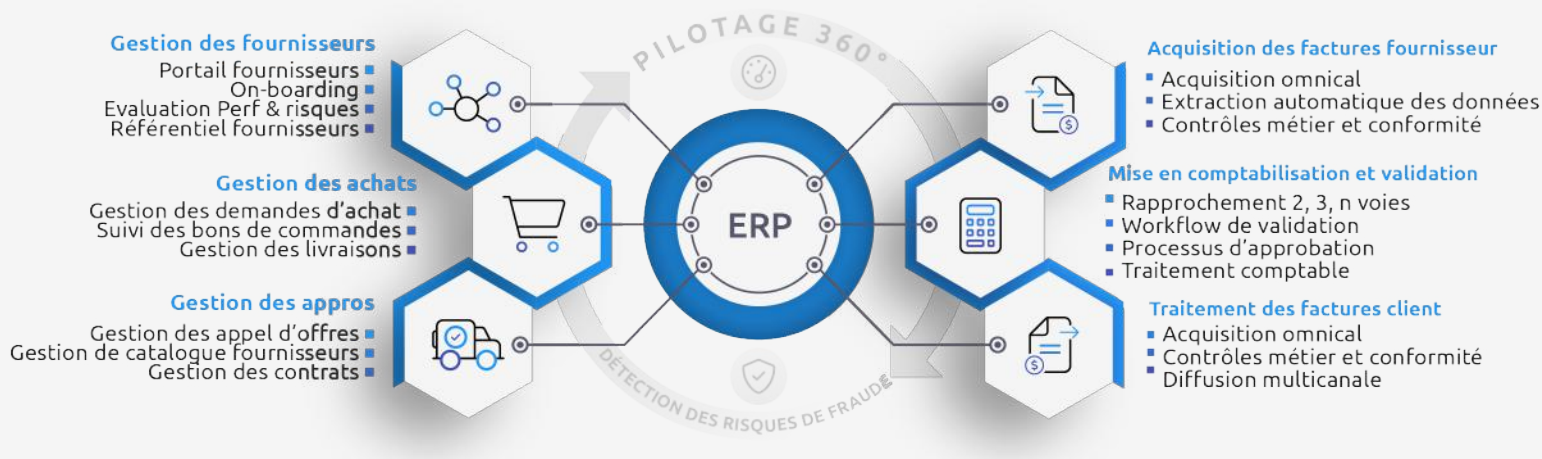 PILOTAGE 360°
Gestion des fournisseurs
Portail fournisseurs
On-boarding
Evaluation Perf & risques
Référentiel fournisseurs
Gestion des achats
Gestion des demandes d'achat
Suivi des bons de commandes
Gestion des livraisons
Gestion des appros
Gestion des appel d'offres
Gestion de catalogue fournisseurs
Gestion des contrats
ERP
Acquisition des factures fournisseur
Acquisition omnical
Extraction automatique des données
Contrôles métier et conformité
Mise en comptabilisation et validation
Rapprochement 2, 3, n voies
Workflow de validation
Processus d'approbation
Traitement comptable
Traitement des factures client
Acquisition omnical
Contrôles métier et conformité
Diffusion multicanale
DÉTECTION DES RISQUES DE FRAUDE